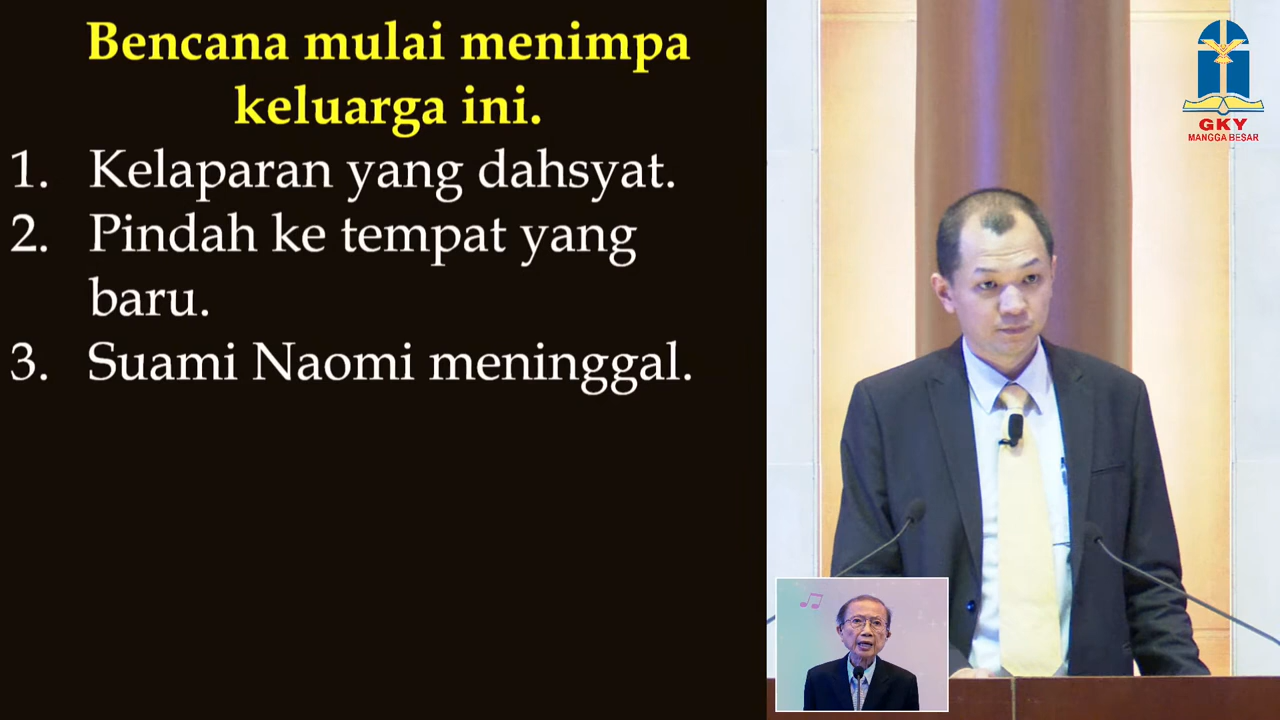 Bencana mulai menimpa
keluarga ini.
1. Kelaparan yang dahsyat.
2. Pindah ke tempat yang
baru.
3. Suami Naomi meninggal.
GKY
MANGGA BESAR